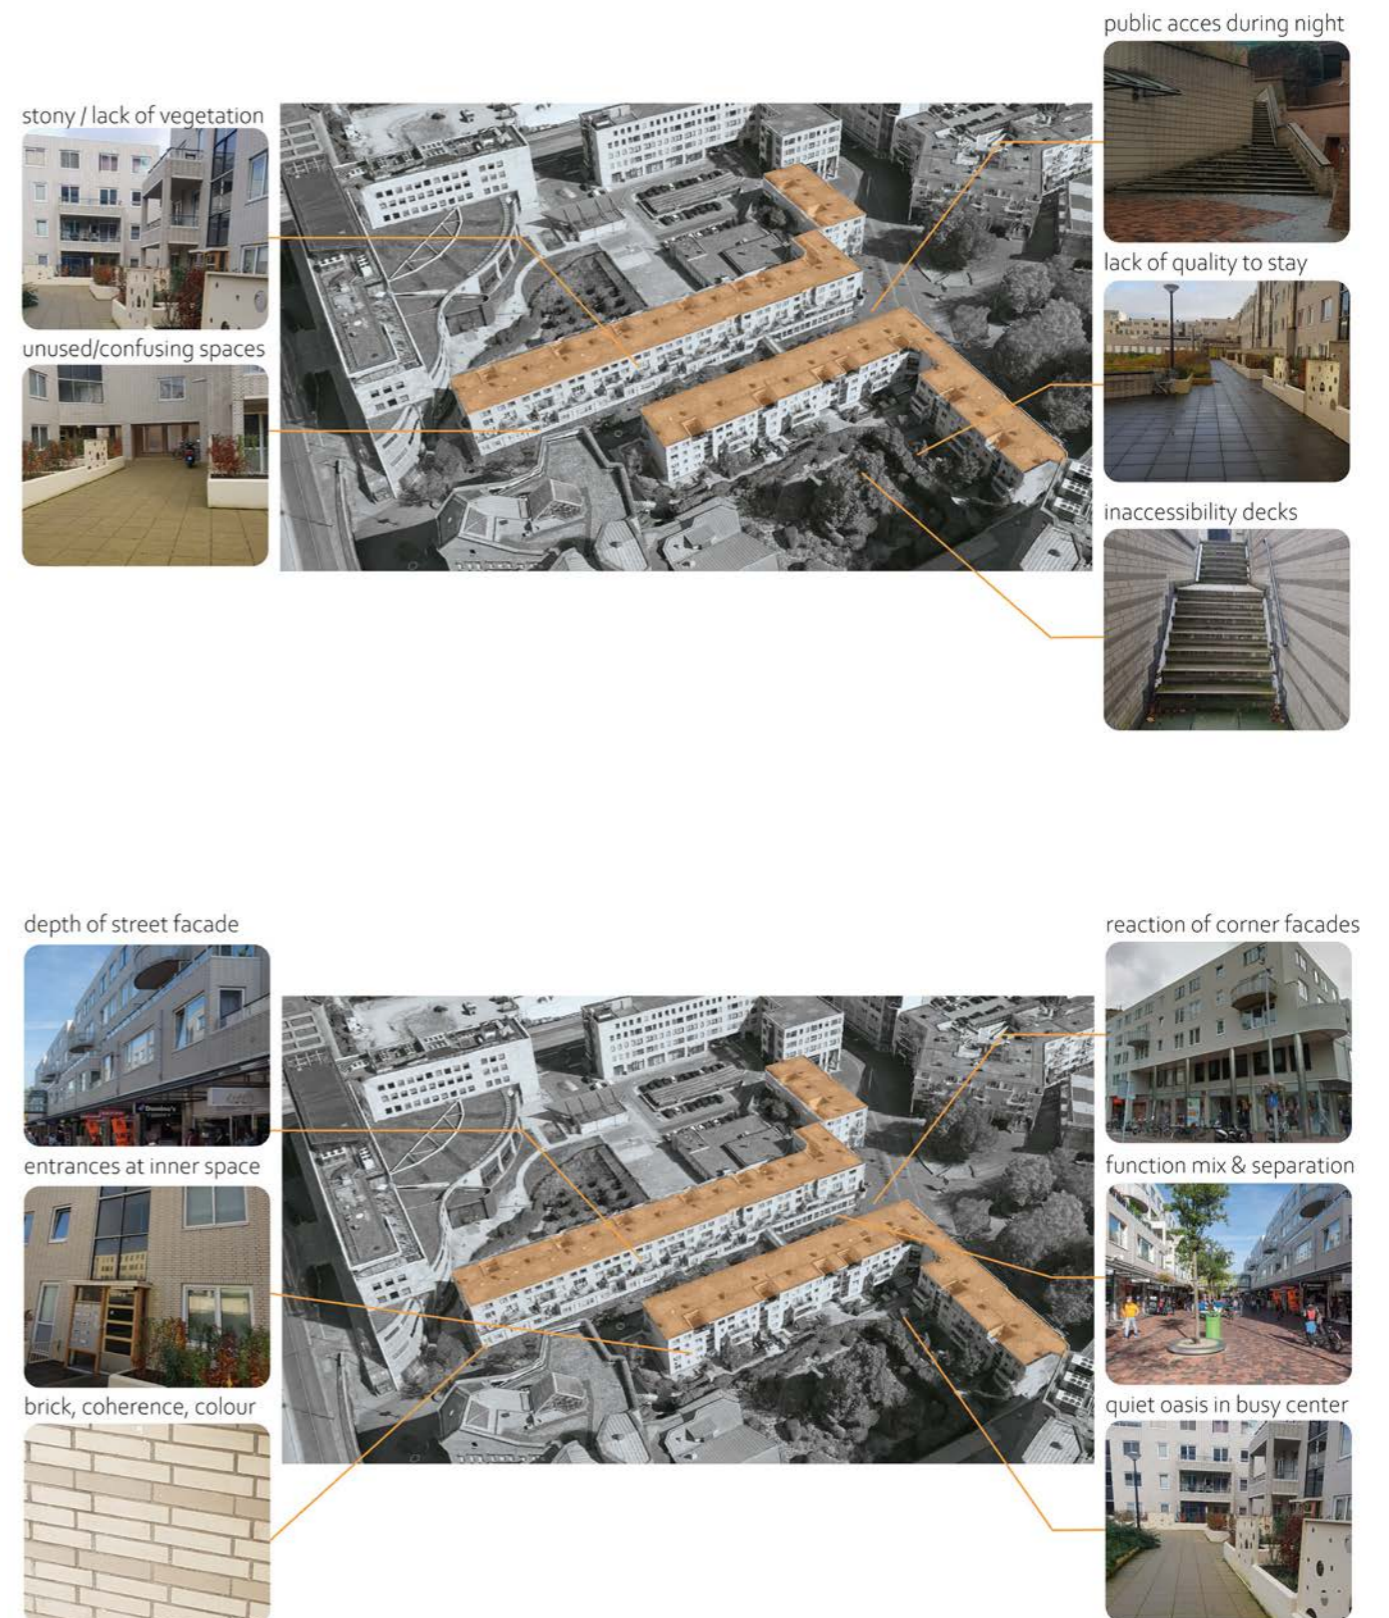 public acces during night
stony / lack of vegetation
lack of quality to stay
unused/confusing spaces
inaccessibility decks
depth of street facade
reaction of corner facades
Domino's
entrances at inner space
function mix & separation
brick, coherence, colour
quiet oasis in busy center